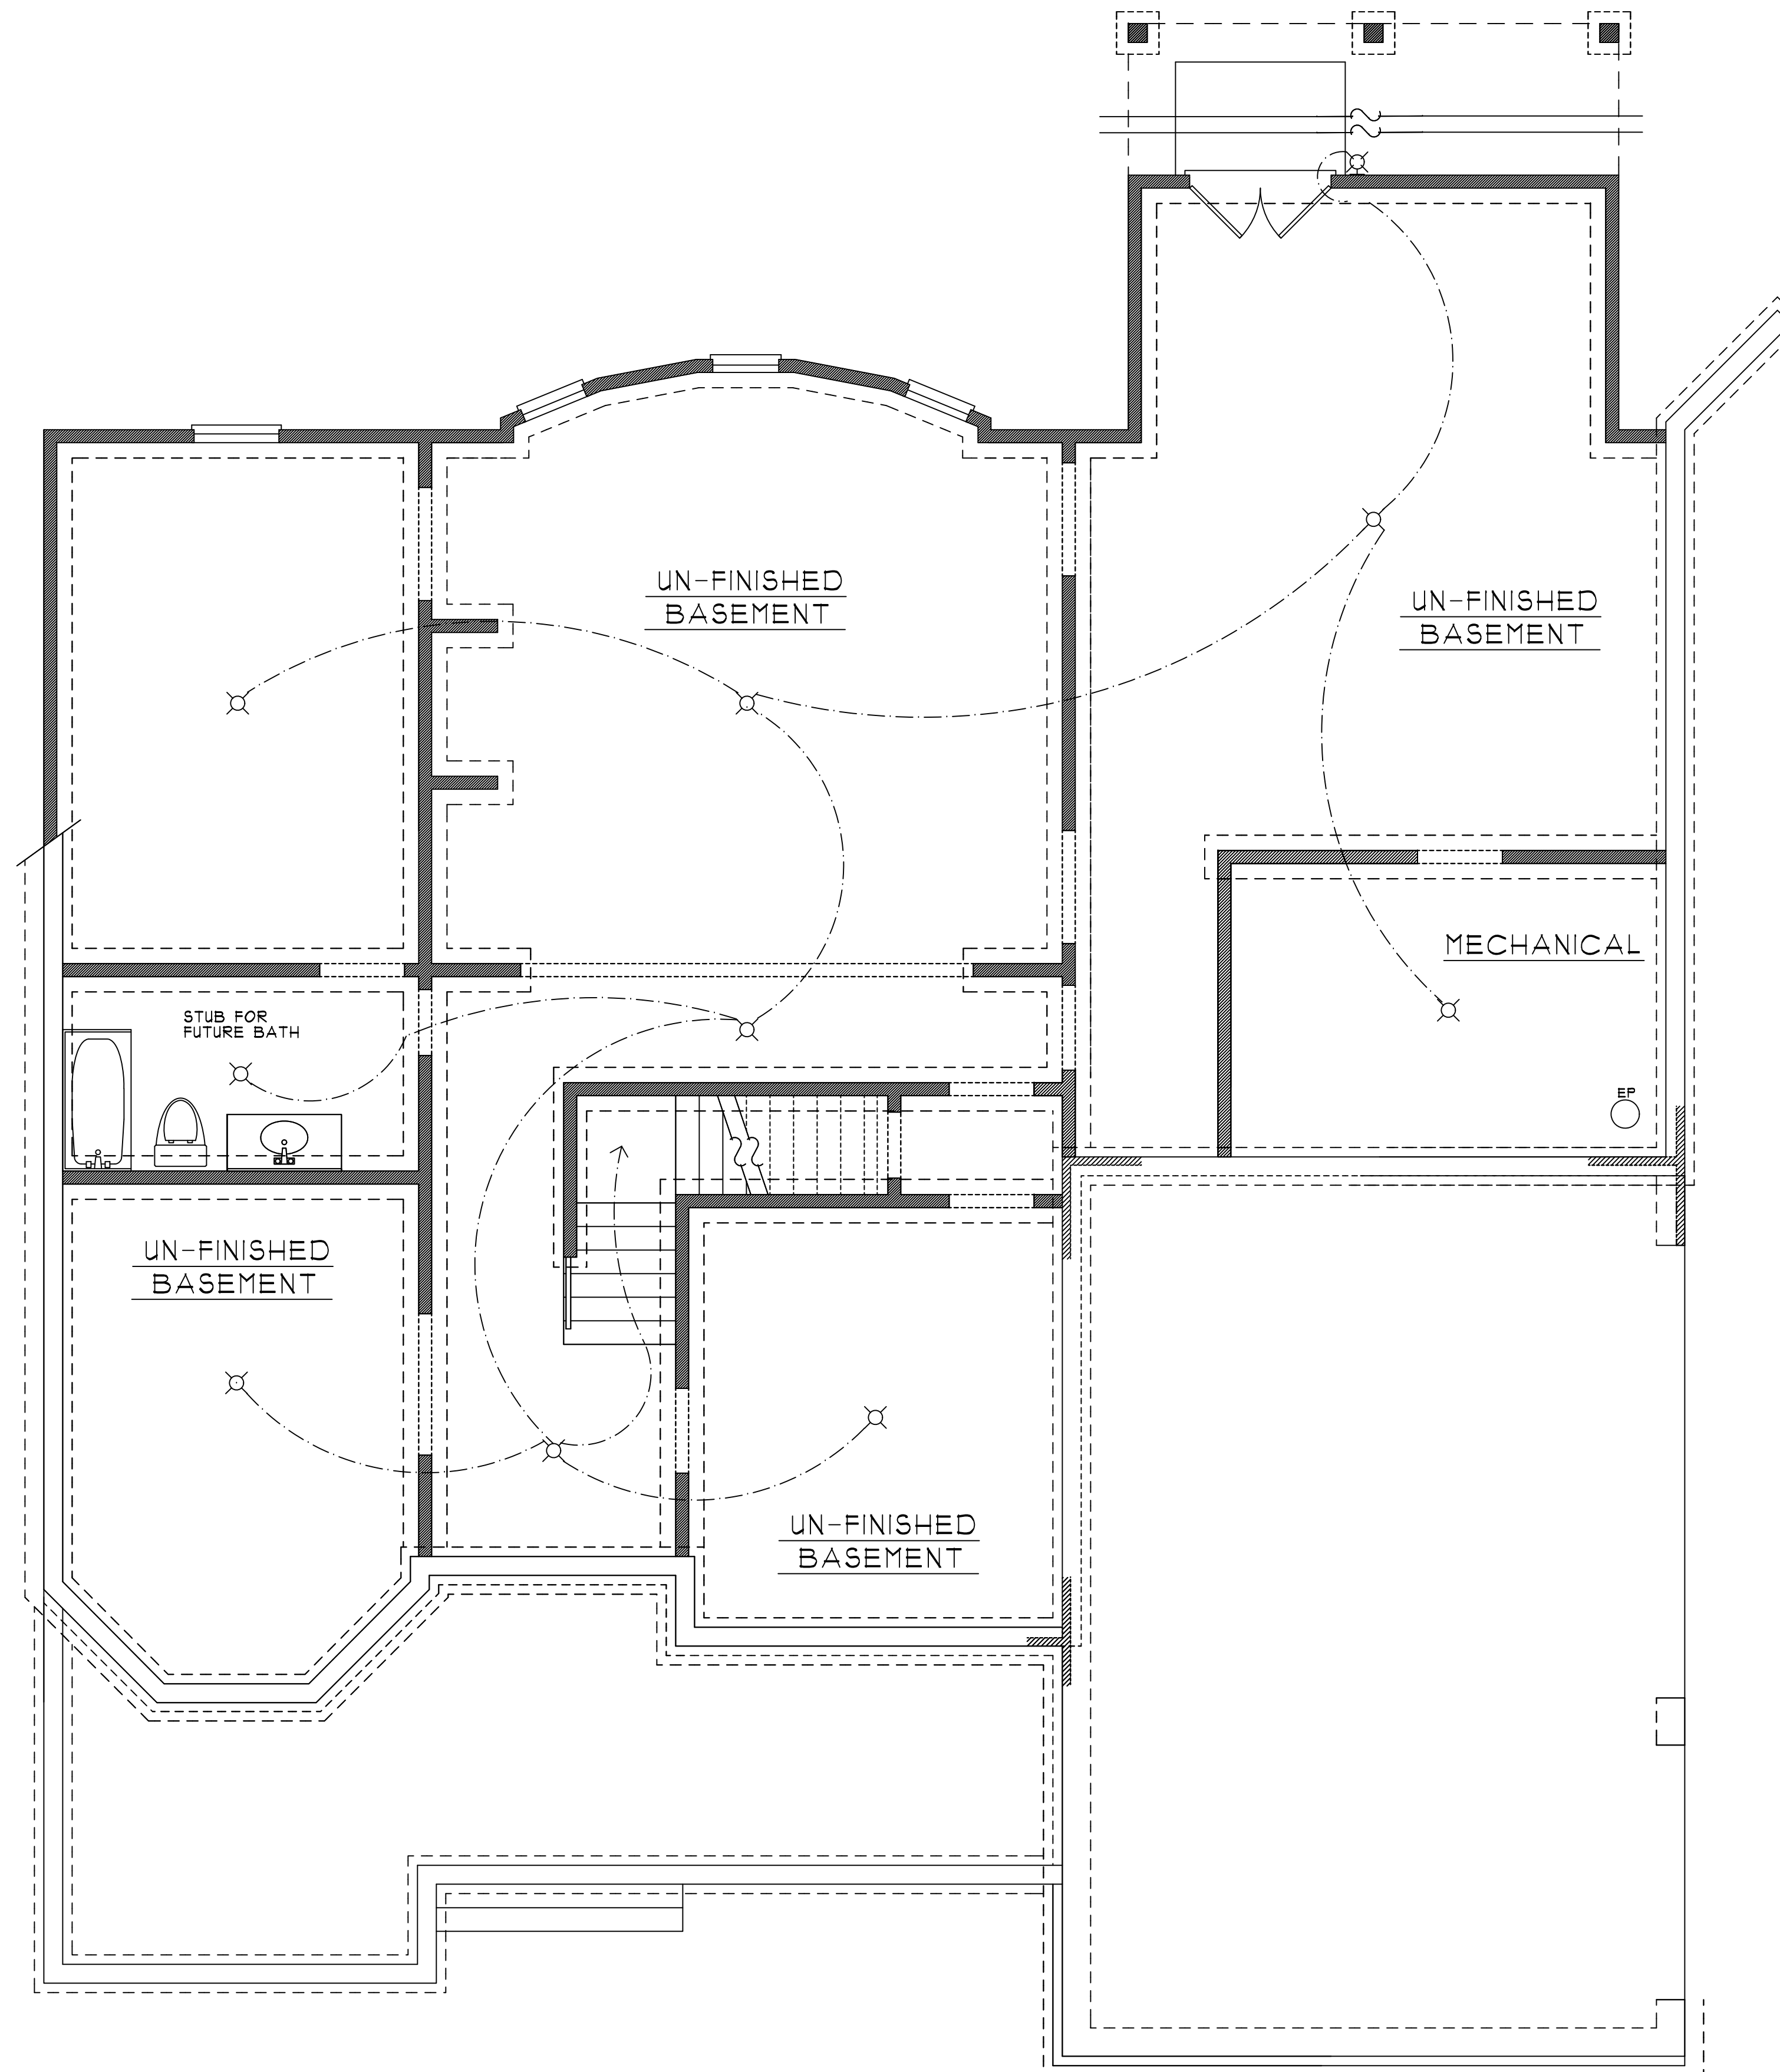 UN-FINISHED
BASEMENT
UN-FINISHED
BASEMENT
MECHANICAL
STUB FOR
FUTURE BATH
EP
UN-FINISHED
BASEMENT
UN-FINISHED
BASEMENT